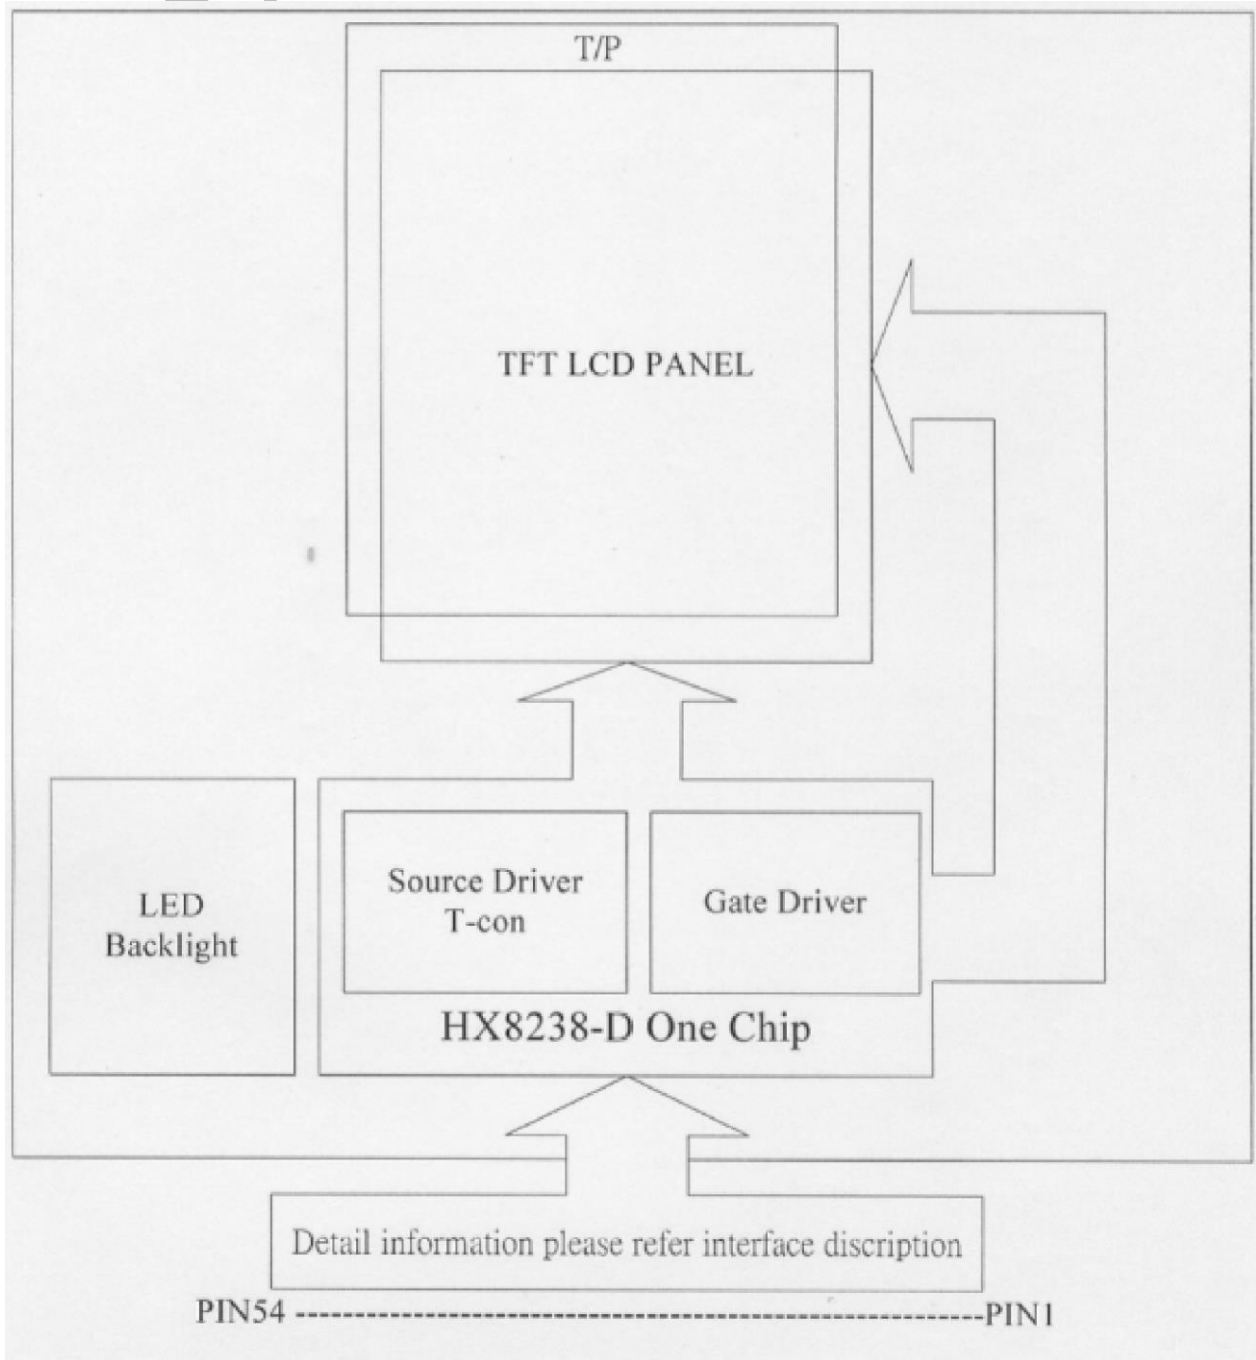 T/P
TFT LCD PANEL
LED
Backlight
Source Driver
T-con
Gate Driver
HX8238-D One Chip
Detail information please refer interface discription
PIN54 --------------------------------------------------------PIN1